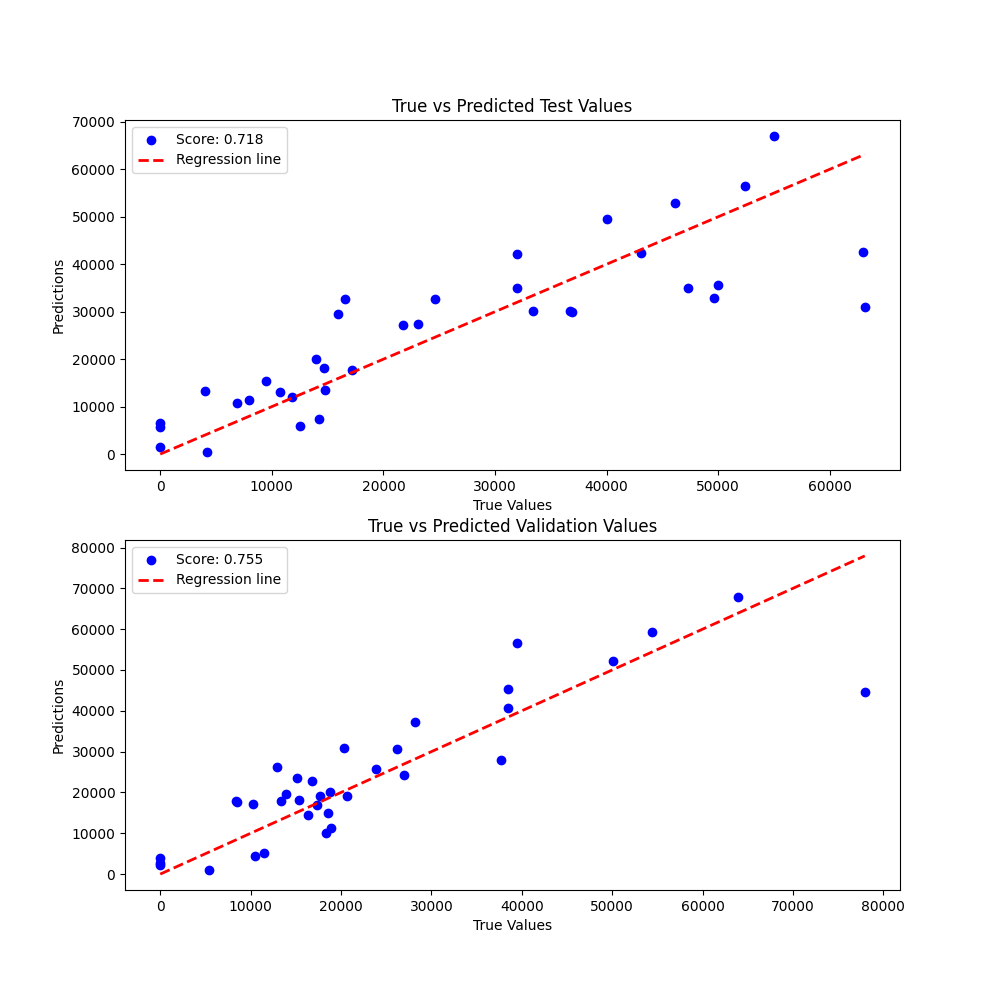 True vs Predicted Test Values
Score: 0.718
Regression line
70000
60000
50000
40000
30000
20000
10000
0
Predictions
0 10000 20000 30000 40000 50000 60000
True Values
True vs Predicted Validation Values
Score: 0.755
Regression line
80000
70000
60000
50000
40000
30000
20000
10000
0
Predictions
0 10000 20000 30000 40000 50000 60000 70000 80000
True Values